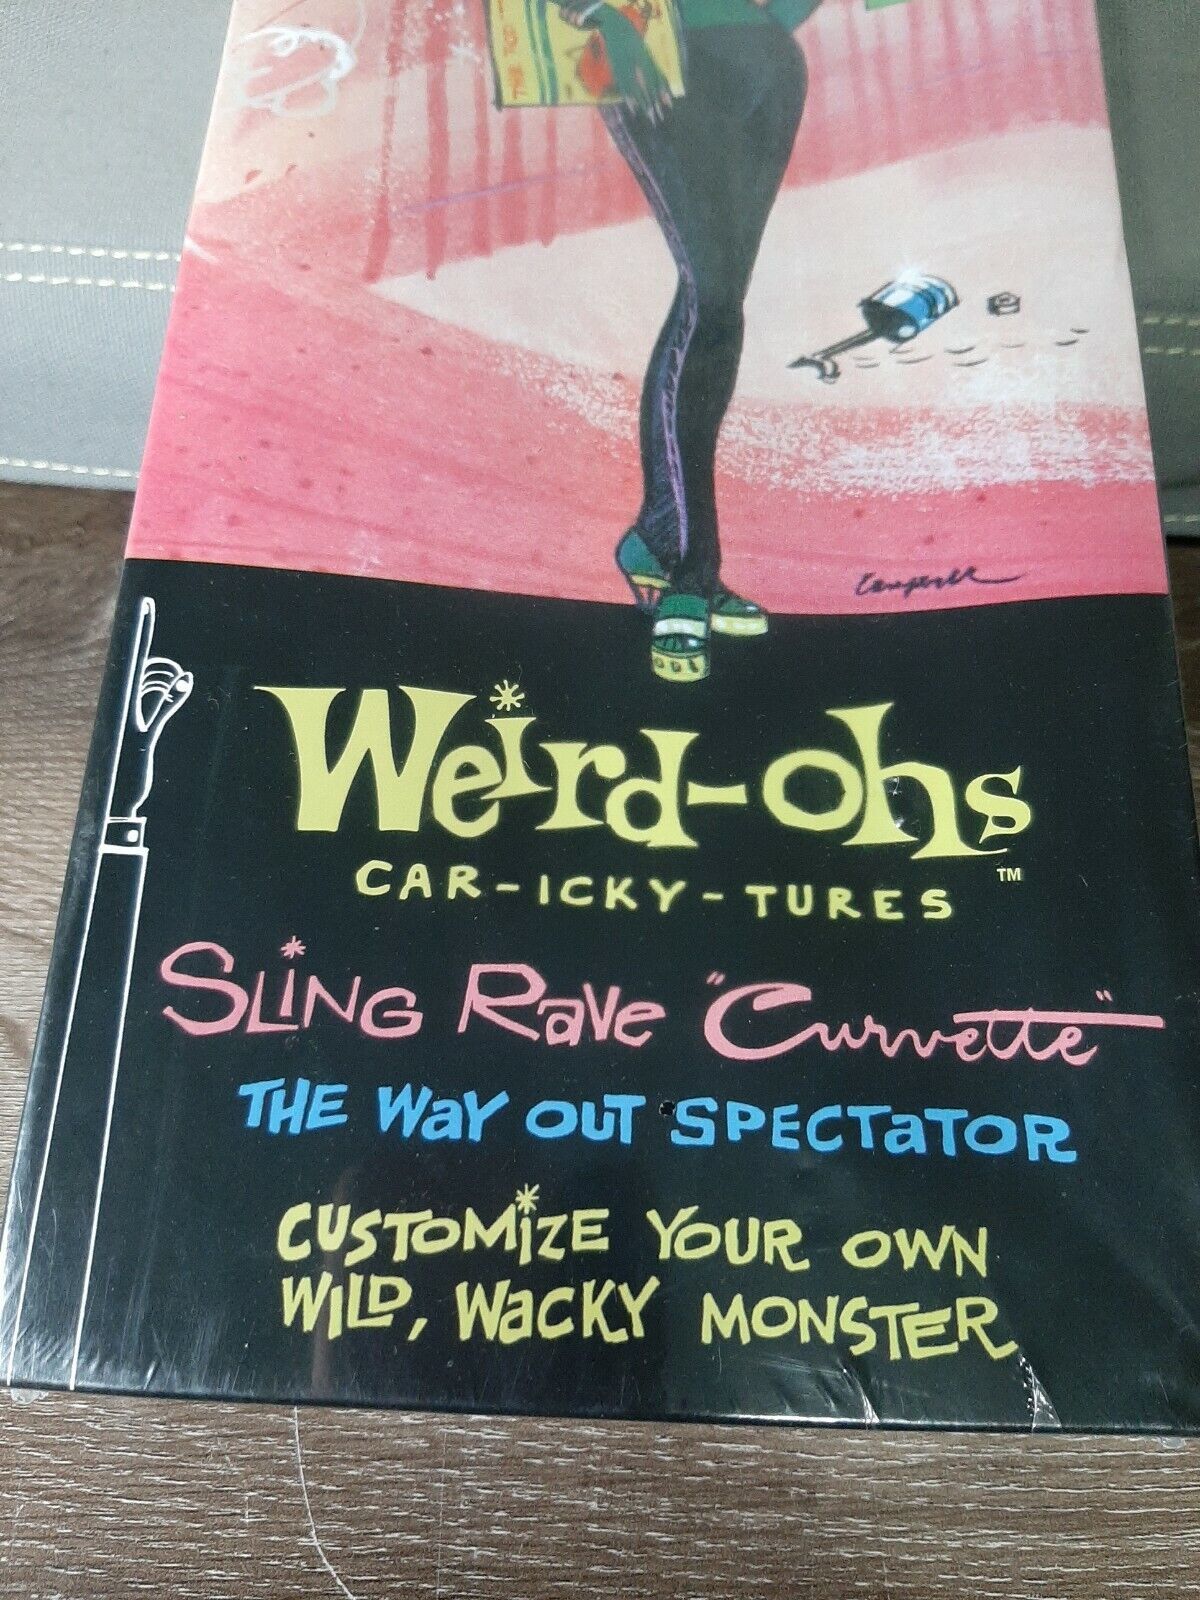 Weird-ohs
TM
CAR-ICKY-TURES
SLiNG RaVe "Curvette"
THE WaY OUT SPECTaTOR
CUSTOMiZE YOUR OWN
WILD, WaCKY MONSTER